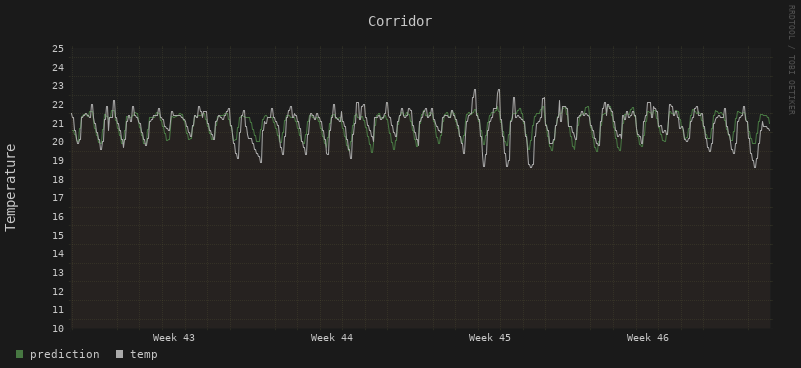 Corridor
RRDTOOL / TOBI OETIKER
Temperature
25
24
23
22
21
20
19
18
17
16
15
14
13
12
11
10
Week 43
Week 44
Week 45
Week 46
prediction
temp